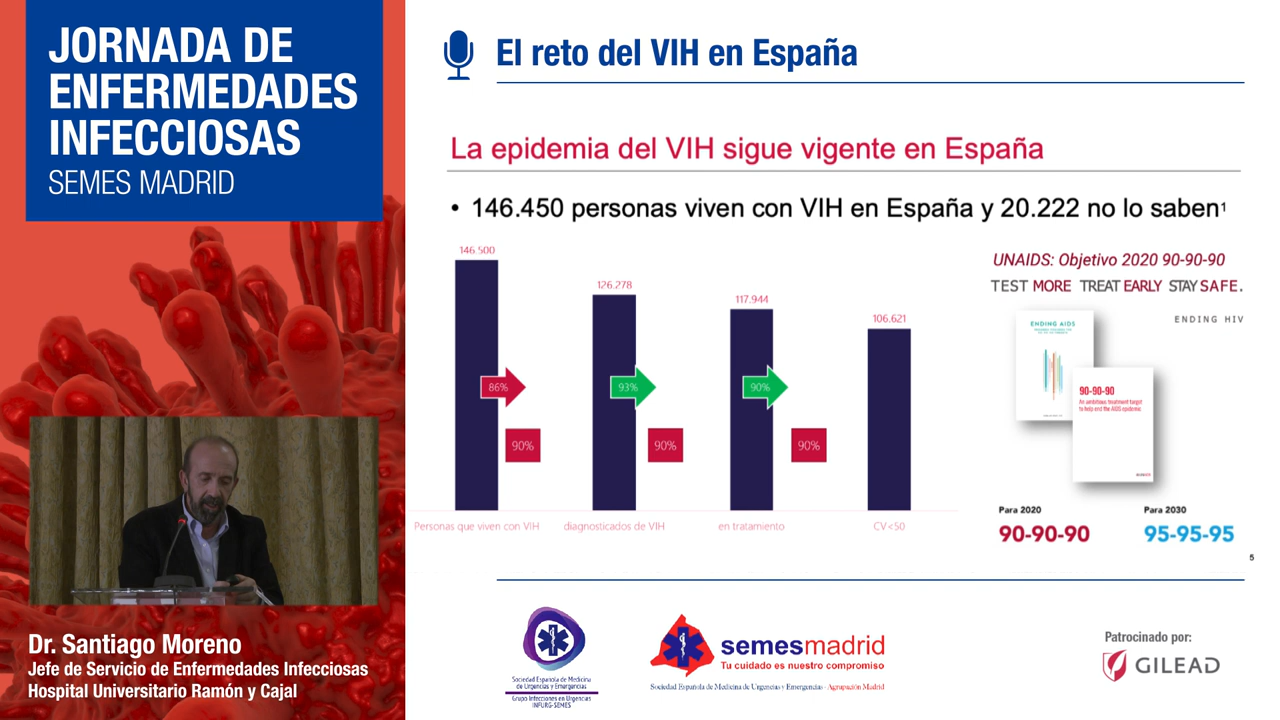 JORNADA DE
ENFERMEDADES
INFECCIOSAS
SEMES MADRID
Dr. Santiago Moreno
Jefe de Servicio de Enfermedades Infecciosas
Hospital Universitario Ramón y Cajal
El reto del VIH en España
La epidemia del VIH sigue vigente en España
• 146.450 personas viven con VIH en España y 20.222 no lo saben¹
146.500
126.278
117.944
106.621
86%
93%
90%
90%
90%
90%
Personas que viven con VIH
diagnosticados de VIH
en tratamiento
CV<50
UNAIDS: Objetivo 2020 90-90-90
TEST MORE TREAT EARLY STAY SAFE.
ENDING HIV
ENDING AIDS
90-90-90
An ambitious treatment target
to help end the AIDS epidemic
Para 2020
90-90-90
Para 2030
95-95-95
5
Sociedad Española de Medicina
de Urgencias y Emergencias
Grupo Infecciones en Urgencias
INFURG-SEMES
semesmadrid
Tu cuidado es nuestro compromiso
Sociedad Española de Medicina de Urgencias y Emergencias - Agrupación Madrid
Patrocinado por:
GILEAD